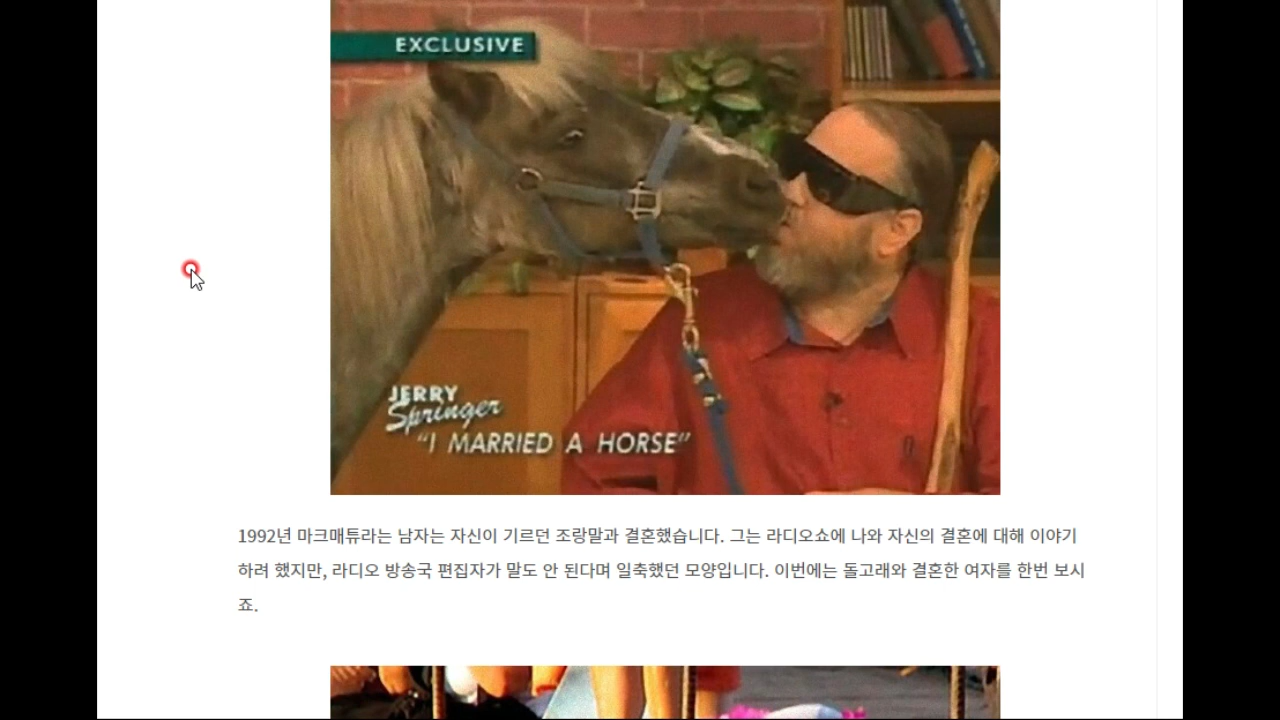 EXCLUSIVE
JERRY
Springer
"I MARRIED A HORSE"
1992년 마크매튜라는 남자는 자신이 기르던 조랑말과 결혼했습니다. 그는 라디오쇼에 나와 자신의 결혼에 대해 이야기
하려 했지만, 라디오 방송국 편집자가 말도 안 된다며 일축했던 모양입니다. 이번에는 돌고래와 결혼한 여자를 한번 보시
죠.